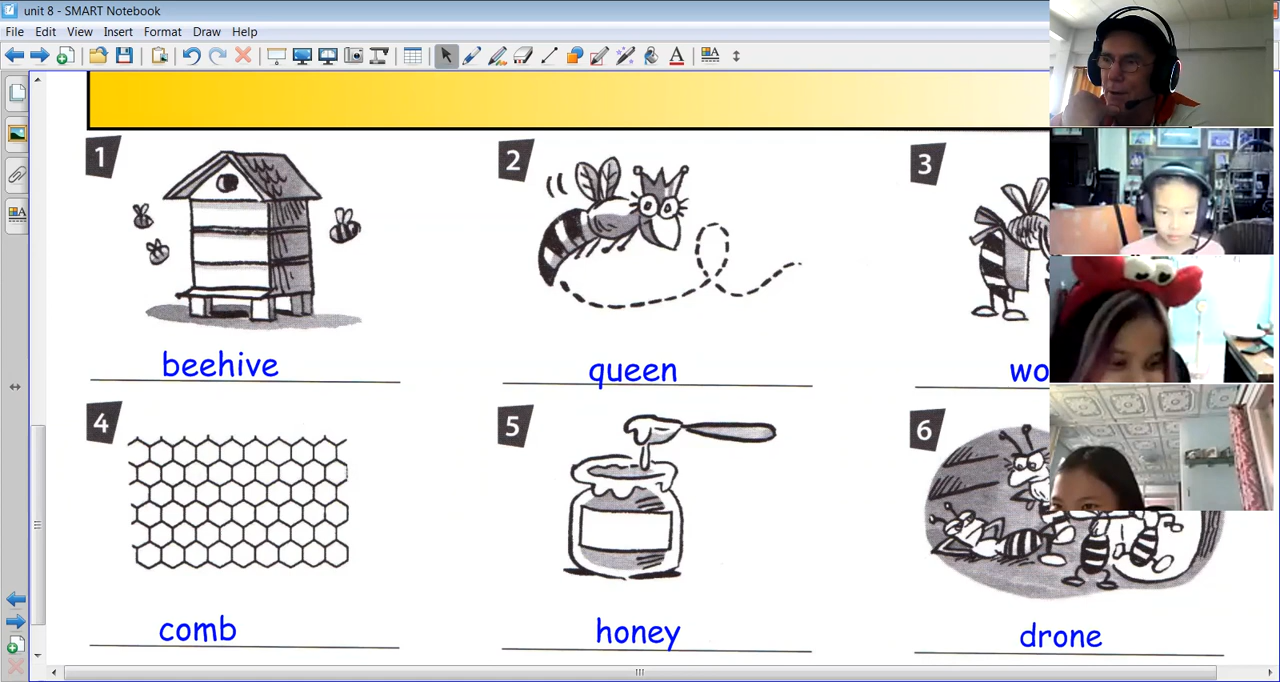 unit 8 - SMART Notebook
File Edit View Insert Format Draw Help
1 2 3
beehive queen wo
4 5 6
comb honey drone